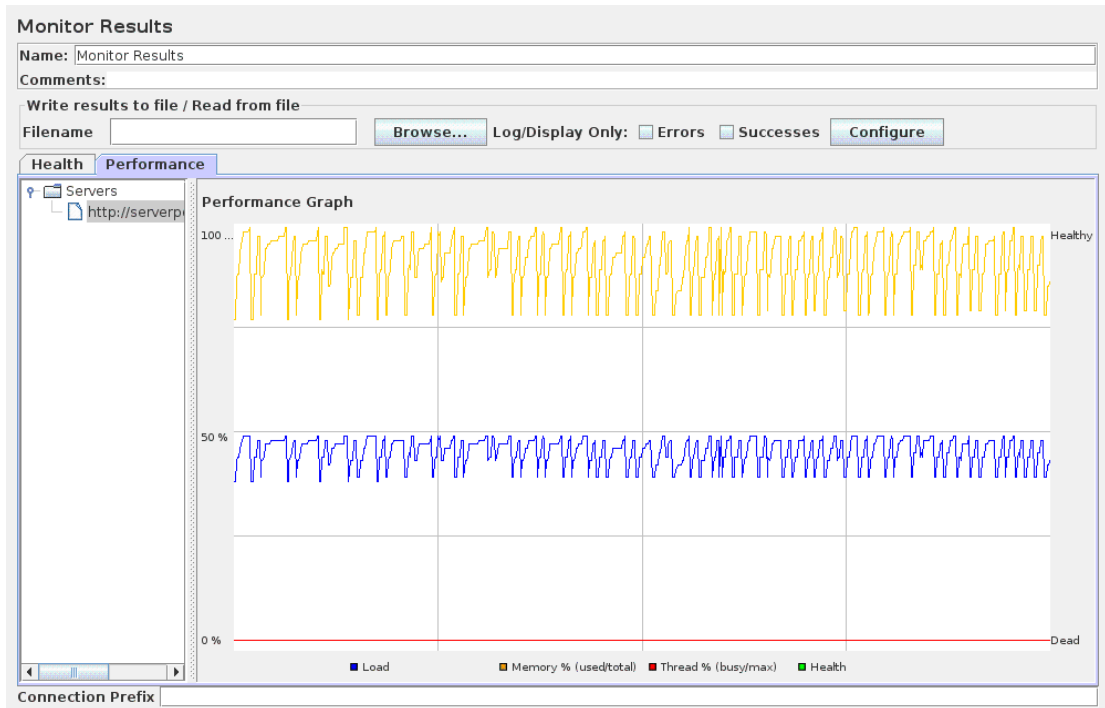 Monitor Results
Name: Monitor Results
Comments:
Write results to file / Read from file
Filename Browse... Log/Display Only: Errors Successes Configure
Health Performance
Servers
http://serverp
Performance Graph
100 ... Healthy
50 %
0 % Dead
Load Memory % (used/total) Thread % (busy/max) Health
Connection Prefix